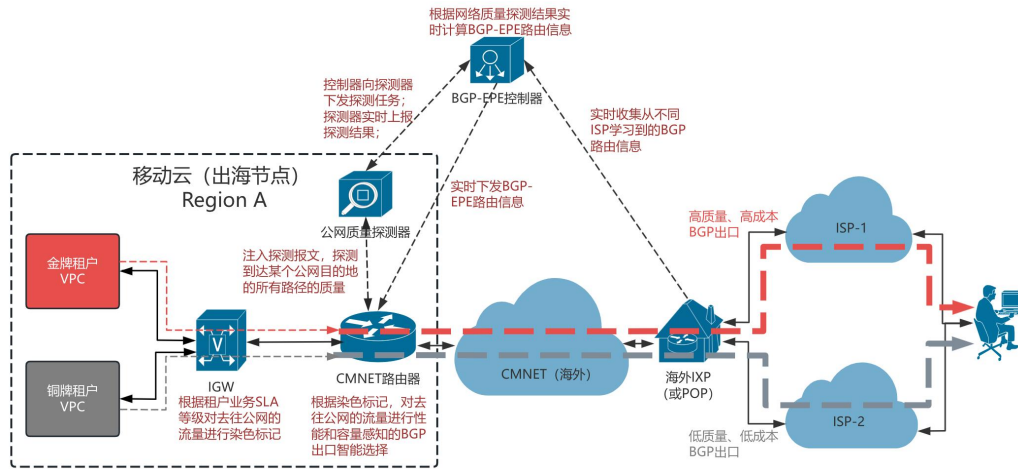 根据网络质量探测结果实
时计算BGP-EPE路由信息
BGP-EPE控制器
控制器向探测器
下发探测任务；
探测器实时上报
探测结果；
实时收集从不同
ISP学习到的BGP
路由信息
移动云（出海节点）
Region A
实时下发BGP-
EPE路由信息
公网质量探测器
注入探测报文，探测
到达某个公网目的地
的所有路径的质量
高质量、高成本
BGP出口
ISP-1
金牌租户
VPC
铜牌租户
VPC
IGW
根据租户业务SLA
等级对去往公网的
流量进行染色标记
CMNET路由器
根据染色标记，对去
往公网的流量进行性
能和容量感知的BGP
出口智能选择
CMNET（海外）
海外IXP
（或POP）
低质量、低成本
BGP出口
ISP-2